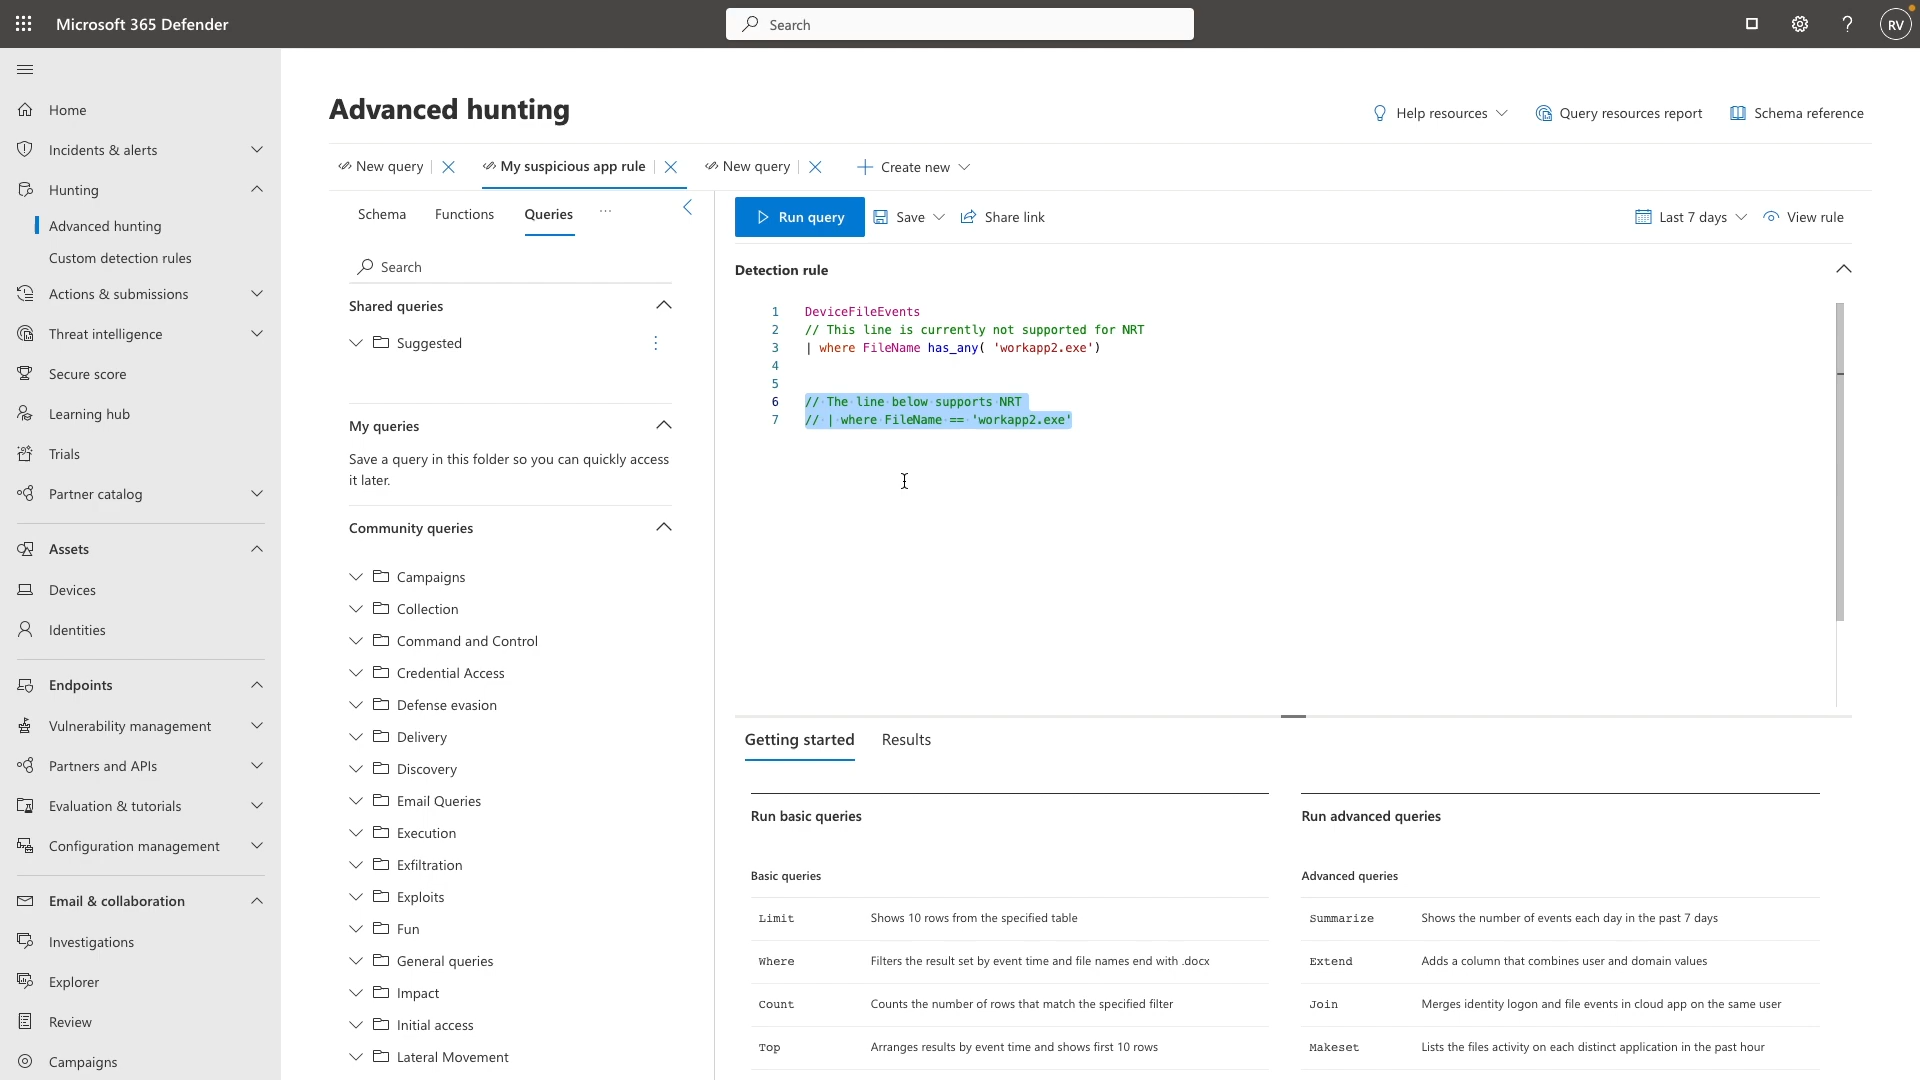 Microsoft 365 Defender
Search
RV
Home
Incidents & alerts
Hunting
Advanced hunting
Custom detection rules
Actions & submissions
Threat intelligence
Secure score
Learning hub
Trials
Partner catalog
Assets
Devices
Identities
Endpoints
Vulnerability management
Partners and APIs
Evaluation & tutorials
Configuration management
Email & collaboration
Investigations
Explorer
Review
Campaigns
Advanced hunting
Help resources
Query resources report
Schema reference
New query
My suspicious app rule
New query
Create new
Schema
Functions
Queries
Search
Shared queries
Suggested
My queries
Save a query in this folder so you can quickly access
it later.
Community queries
Campaigns
Collection
Command and Control
Credential Access
Defense evasion
Delivery
Discovery
Email Queries
Execution
Exfiltration
Exploits
Fun
General queries
Impact
Initial access
Lateral Movement
Run query
Save
Share link
Last 7 days
View rule
Detection rule
1 DeviceFileEvents
2 // This line is currently not supported for NRT
3 | where FileName has_any( 'workapp2.exe')
4
5
6 // The line below supports NRT
7 // | where FileName == 'workapp2.exe'
Getting started
Results
Run basic queries
Basic queries
Limit Shows 10 rows from the specified table
Where Filters the result set by event time and file names end with .docx
Count Counts the number of rows that match the specified filter
Top Arranges results by event time and shows first 10 rows
Run advanced queries
Advanced queries
Summarize Shows the number of events each day in the past 7 days
Extend Adds a column that combines user and domain values
Join Merges identity logon and file events in cloud app on the same user
Makeset Lists the files activity on each distinct application in the past hour